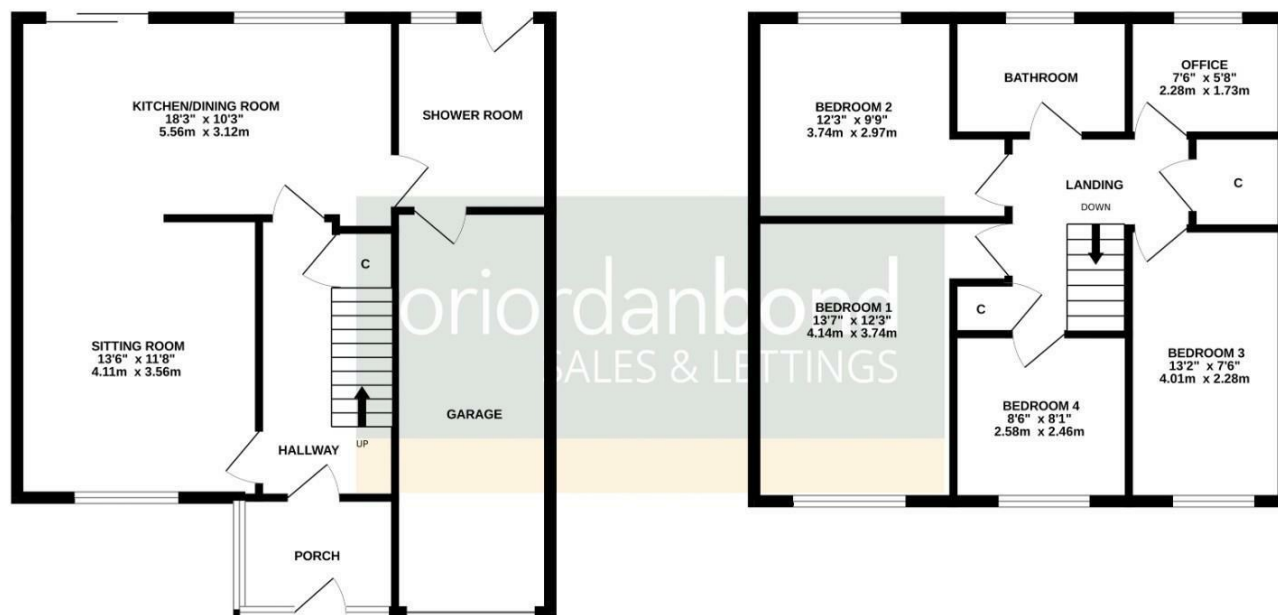 KITCHEN/DINING ROOM
18'3" x 10'3"
5.56m x 3.12m
SHOWER ROOM
C
SITTING ROOM
13'6" x 11'8"
4.11m x 3.56m
GARAGE
UP
HALLWAY
PORCH
BEDROOM 2
12'3" x 9'9"
3.74m x 2.97m
BATHROOM
OFFICE
7'6" x 5'8"
2.28m x 1.73m
LANDING
DOWN
C
BEDROOM 1
13'7" x 12'3"
4.14m x 3.74m
C
BEDROOM 3
13'2" x 7'6"
4.01m x 2.28m
BEDROOM 4
8'6" x 8'1"
2.58m x 2.46m
oriordanbond
SALES & LETTINGS